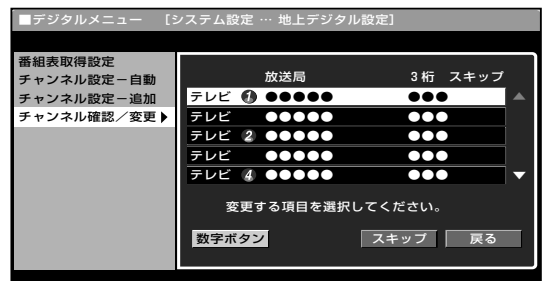 ■デジタルメニュー　[システム設定 … 地上デジタル設定]
番組表取得設定
チャンネル設定－自動
チャンネル設定－追加
チャンネル確認／変更▶
放送局　3桁　スキップ
テレビ ① ●●●●● ●●●
テレビ ●●●●● ●●●
テレビ ② ●●●●● ●●●
テレビ ●●●●● ●●●
テレビ ④ ●●●●● ●●●
変更する項目を選択してください。
数字ボタン　スキップ　戻る